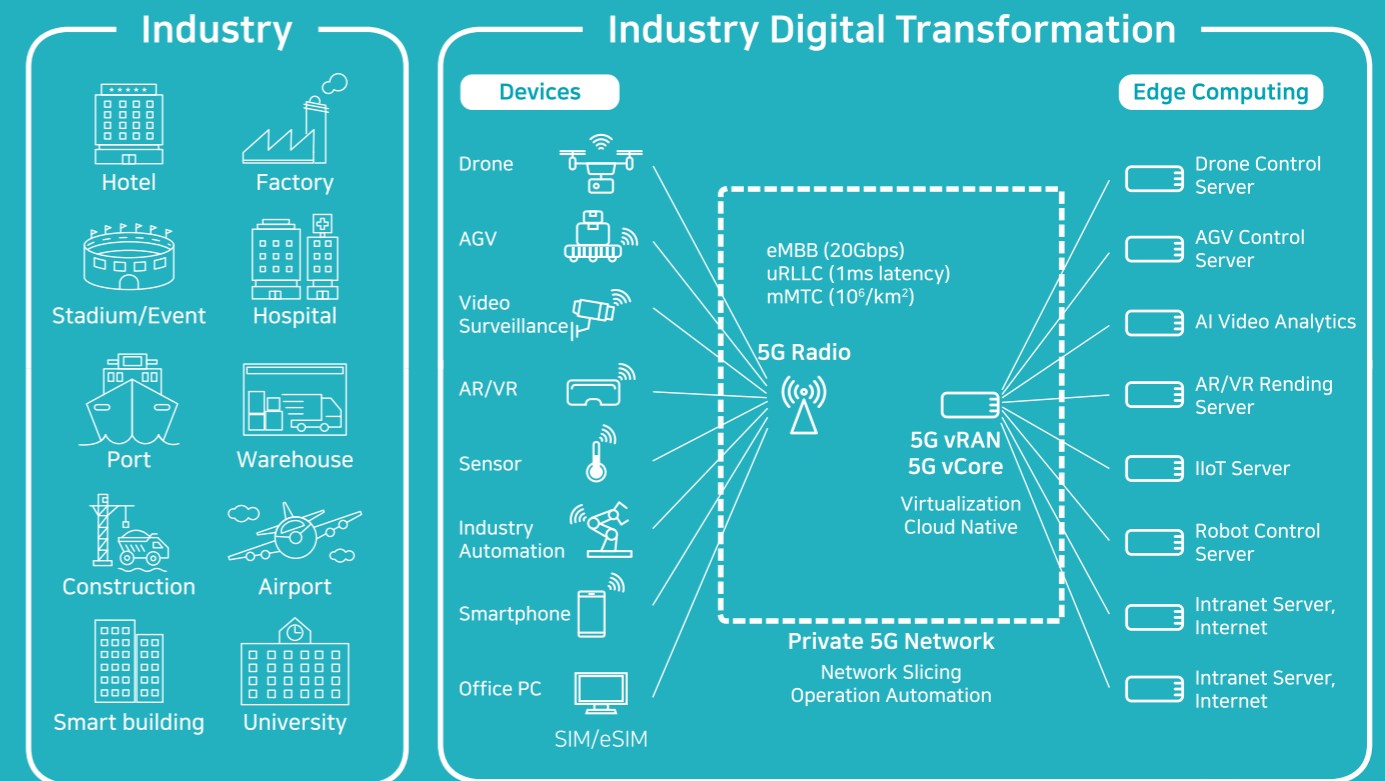 Industry
Hotel
Factory
Stadium/Event
Hospital
Port
Warehouse
Construction
Airport
Smart building
University
Industry Digital Transformation
Devices
Drone
AGV
Video
Surveillance
AR/VR
Sensor
Industry
Automation
Smartphone
Office PC
SIM/eSIM
eMBB (20Gbps)
uRLLC (1ms latency)
mMTC (10⁶/km²)
5G Radio
5G vRAN
5G vCore
Virtualization
Cloud Native
Private 5G Network
Network Slicing
Operation Automation
Edge Computing
Drone Control
Server
AGV Control
Server
AI Video Analytics
AR/VR Rending
Server
IIoT Server
Robot Control
Server
Intranet Server,
Internet
Intranet Server,
Internet